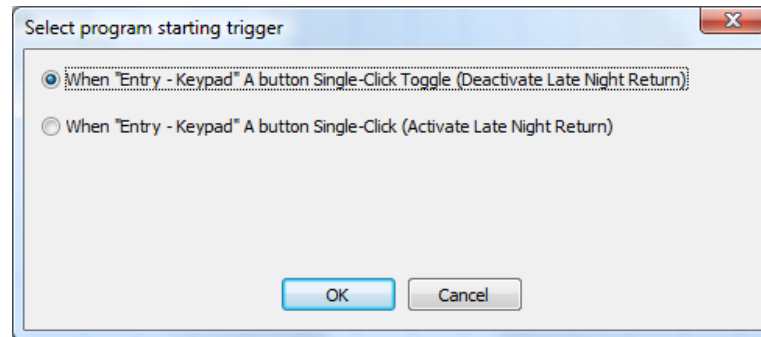 Select program starting trigger
When "Entry - Keypad" A button Single-Click Toggle (Deactivate Late Night Return)
When "Entry - Keypad" A button Single-Click (Activate Late Night Return)
OK Cancel